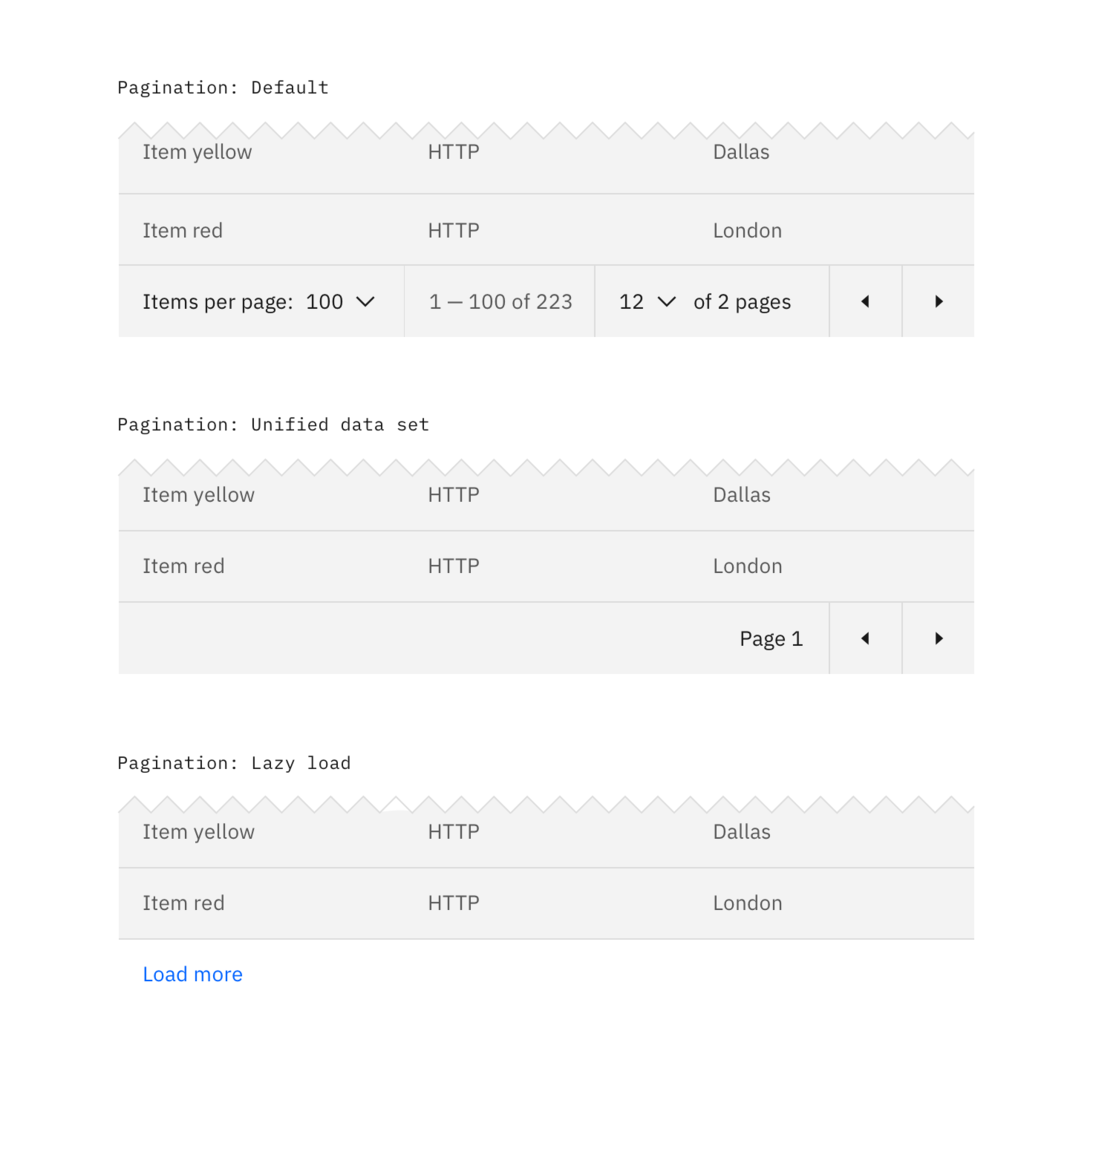 Pagination: Default
Item yellow HTTP Dallas
Item red HTTP London
Items per page: 100 1 — 100 of 223 12 of 2 pages
Pagination: Unified data set
Item yellow HTTP Dallas
Item red HTTP London
Page 1
Pagination: Lazy load
Item yellow HTTP Dallas
Item red HTTP London
Load more